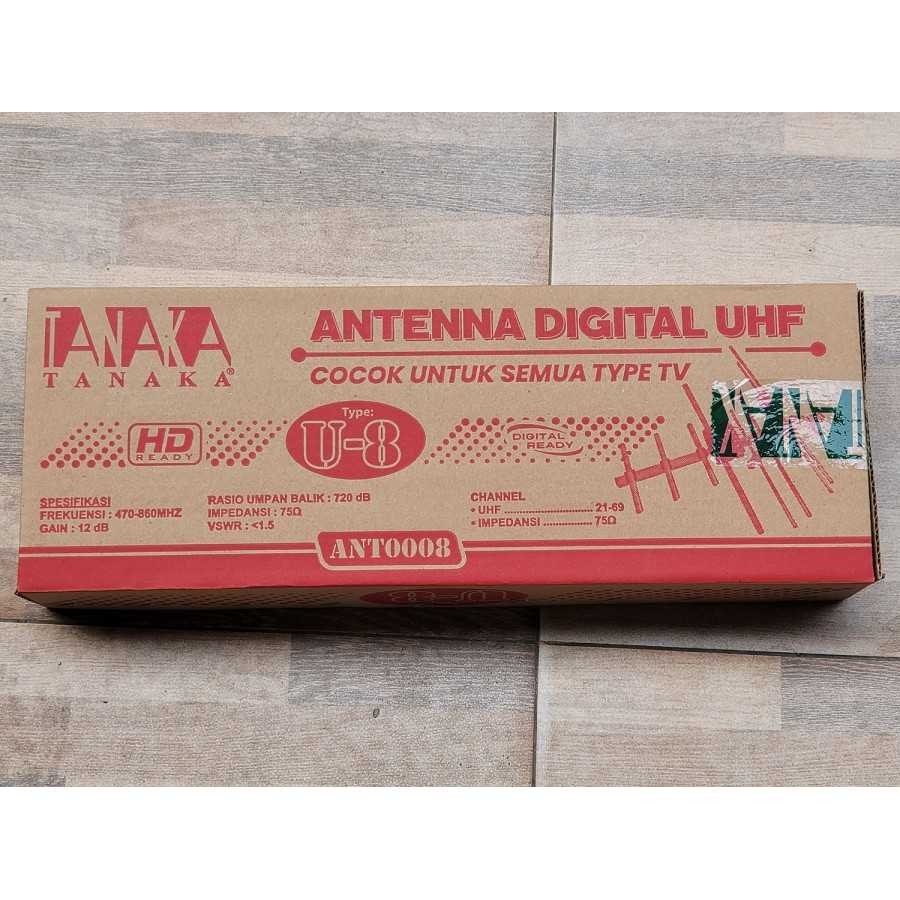 TANAKA
TANAKA®
ANTENNA DIGITAL UHF
COCOK UNTUK SEMUA TYPE TV
HD
READY
Type:
U-8
DIGITAL
READY
SPESIFIKASI
FREKUENSI : 470-860MHZ
GAIN : 12 dB
RASIO UMPAN BALIK : 720 dB
IMPEDANSI : 75Ω
VSWR : <1.5
CHANNEL
• UHF ................................ 21-69
• IMPEDANSI ...................... 75Ω
ANT0008
U-8